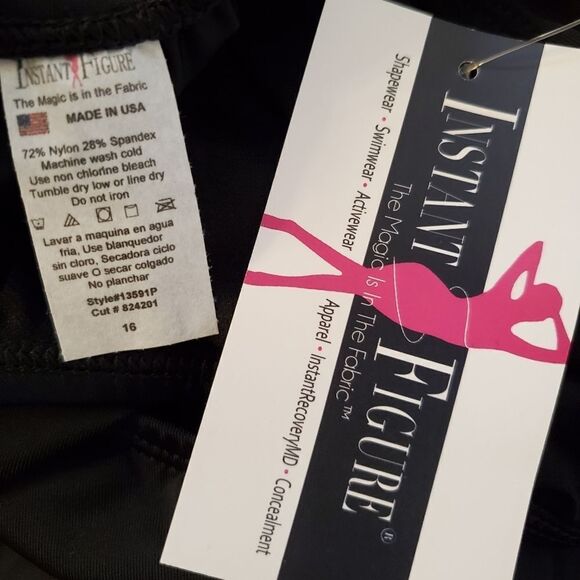 INSTANT FIGURE
The Magic is in the Fabric
MADE IN USA
72% Nylon 28% Spandex
Machine wash cold
Use non chlorine bleach
Tumble dry low or line dry
Do not iron
Lavar a maquina en agua
fria, Use blanquedor
sin cloro, Secadora ciclo
suave O secar colgado
No planchar
Style#13591P
Cut # 824201
16
INSTANT FIGURE®
The Magic Is In The Fabric™
Shapewear • Swimwear • Activewear
Apparel • InstantRecoveryMD • Concealment